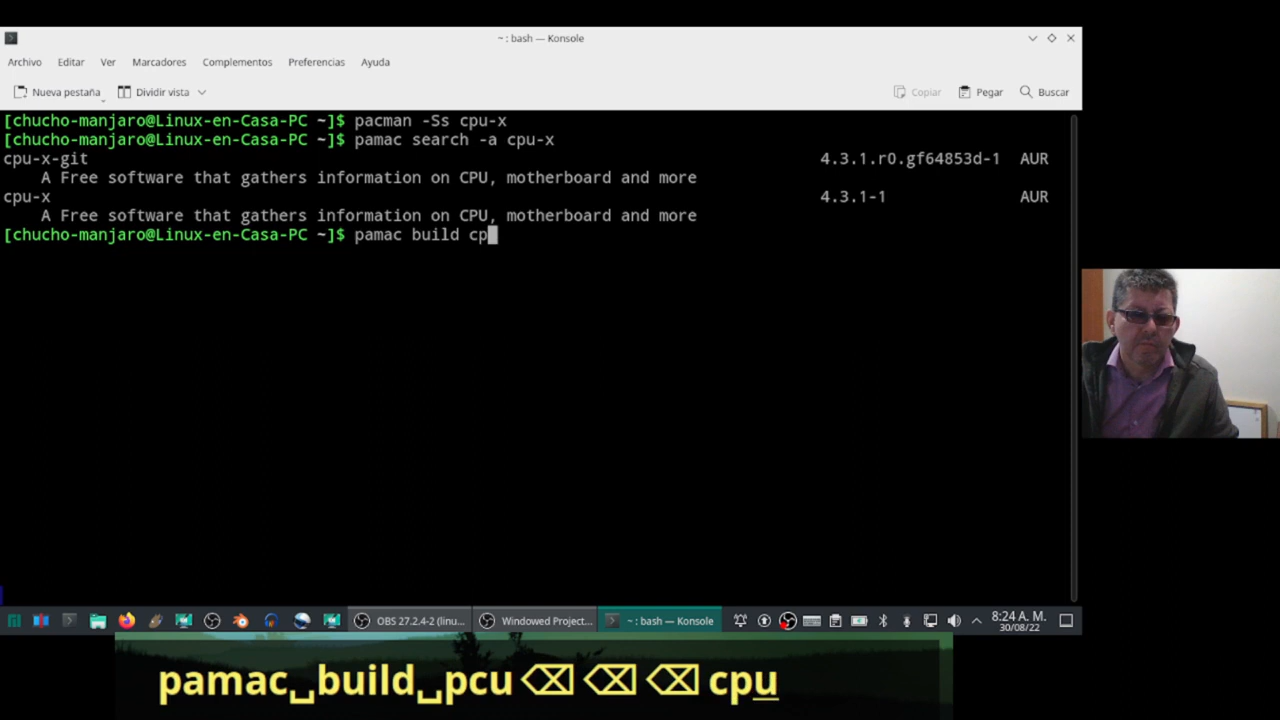 ~ : bash — Konsole
Archivo Editar Ver Marcadores Complementos Preferencias Ayuda
Nueva pestaña Dividir vista Copiar Pegar Buscar
[chucho-manjaro@Linux-en-Casa-PC ~]$ pacman -Ss cpu-x
[chucho-manjaro@Linux-en-Casa-PC ~]$ pamac search -a cpu-x
cpu-x-git 4.3.1.r0.gf64853d-1 AUR
A Free software that gathers information on CPU, motherboard and more
cpu-x 4.3.1-1 AUR
A Free software that gathers information on CPU, motherboard and more
[chucho-manjaro@Linux-en-Casa-PC ~]$ pamac build cp
OBS 27.2.4-2 (linu... Windowed Project... ~ : bash — Konsole 8:24 A. M.
30/08/22
pamac␣build␣pcu⌫⌫⌫cpu